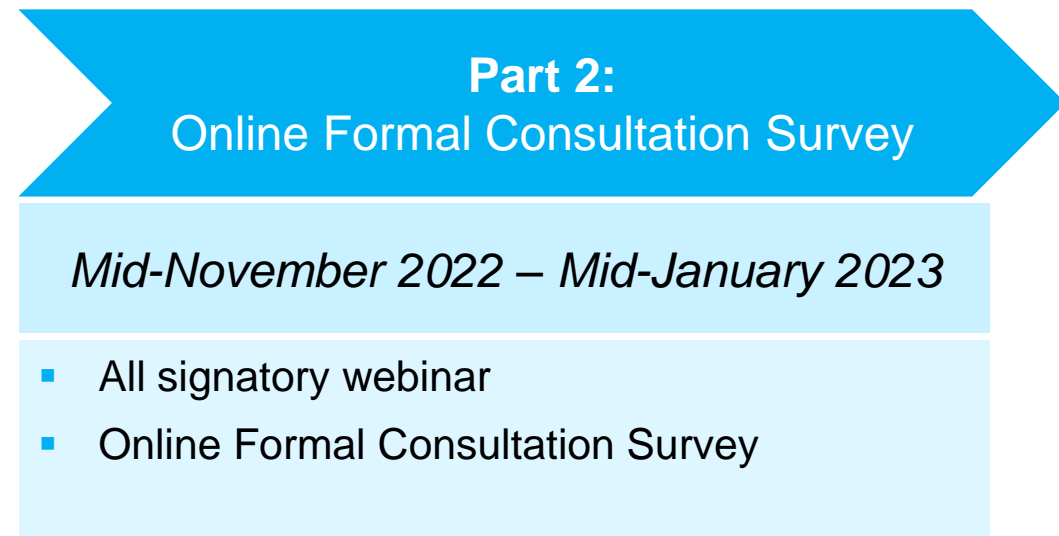 Part 2:
Online Formal Consultation Survey
Mid-November 2022 – Mid-January 2023
▪ All signatory webinar
▪ Online Formal Consultation Survey